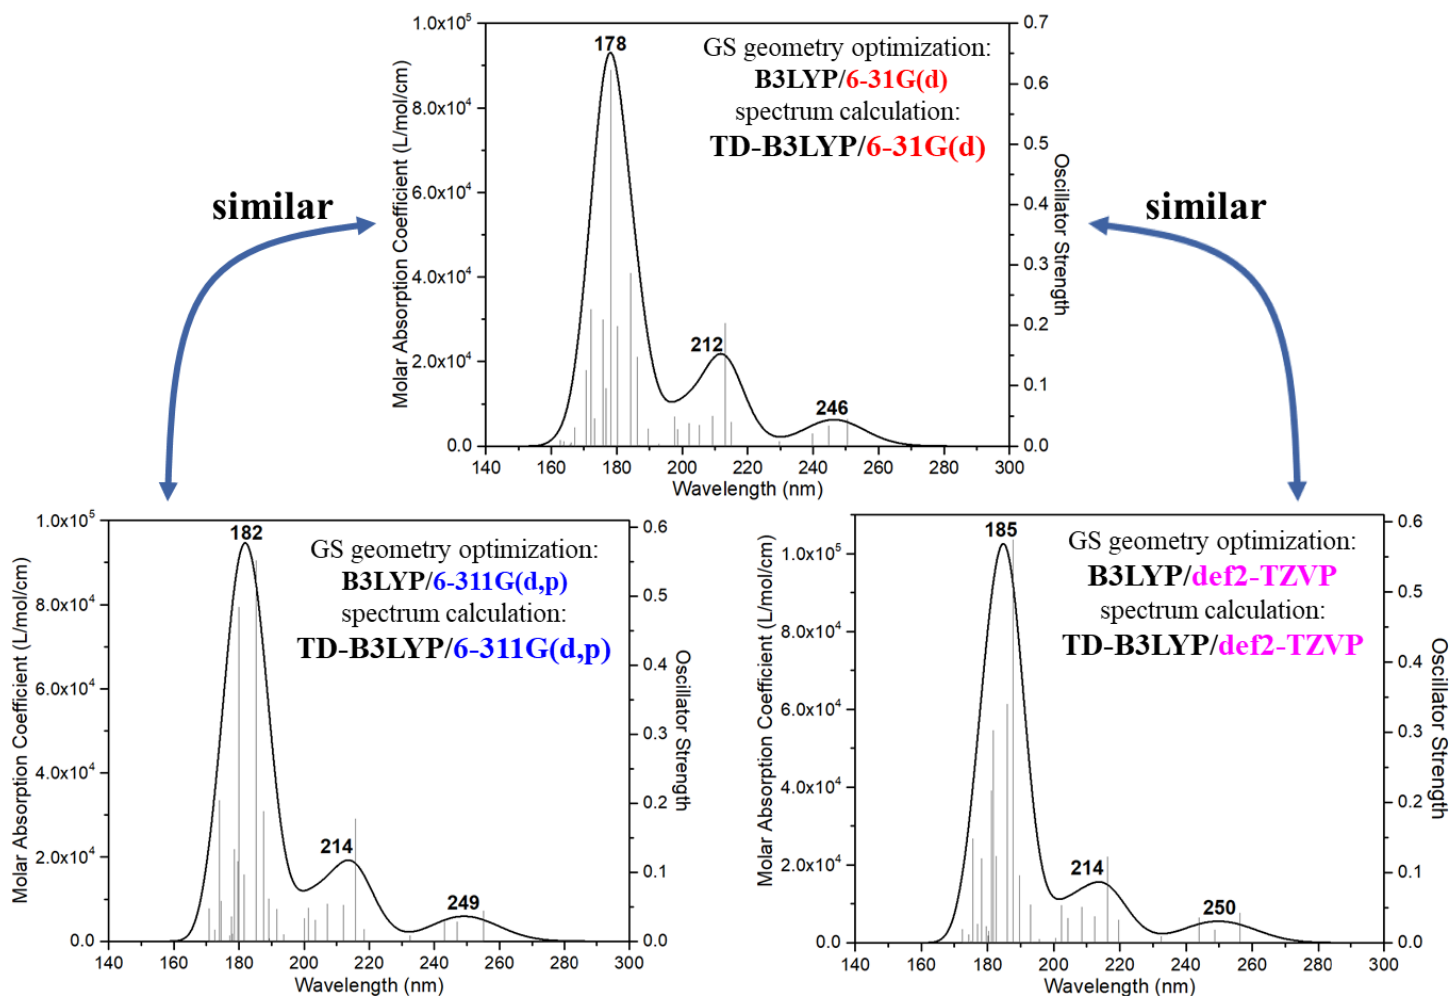 1.0x10⁵
8.0x10⁴
6.0x10⁴
4.0x10⁴
2.0x10⁴
0.0
Molar Absorption Coefficient (L/mol/cm)
178
212
246
GS geometry optimization:
B3LYP/6-31G(d)
spectrum calculation:
TD-B3LYP/6-31G(d)
0.7
0.6
0.5
0.4
0.3
0.2
0.1
0.0
Oscillator Strength
140 160 180 200 220 240 260 280 300
Wavelength (nm)
similar
similar
1.0x10⁵
8.0x10⁴
6.0x10⁴
4.0x10⁴
2.0x10⁴
0.0
Molar Absorption Coefficient (L/mol/cm)
182
214
249
GS geometry optimization:
B3LYP/6-311G(d,p)
spectrum calculation:
TD-B3LYP/6-311G(d,p)
0.6
0.5
0.4
0.3
0.2
0.1
0.0
Oscillator Strength
140 160 180 200 220 240 260 280 300
Wavelength (nm)
1.0x10⁵
8.0x10⁴
6.0x10⁴
4.0x10⁴
2.0x10⁴
0.0
Molar Absorption Coefficient (L/mol/cm)
185
214
250
GS geometry optimization:
B3LYP/def2-TZVP
spectrum calculation:
TD-B3LYP/def2-TZVP
0.6
0.5
0.4
0.3
0.2
0.1
0.0
Oscillator Strength
140 160 180 200 220 240 260 280 300
Wavelength (nm)